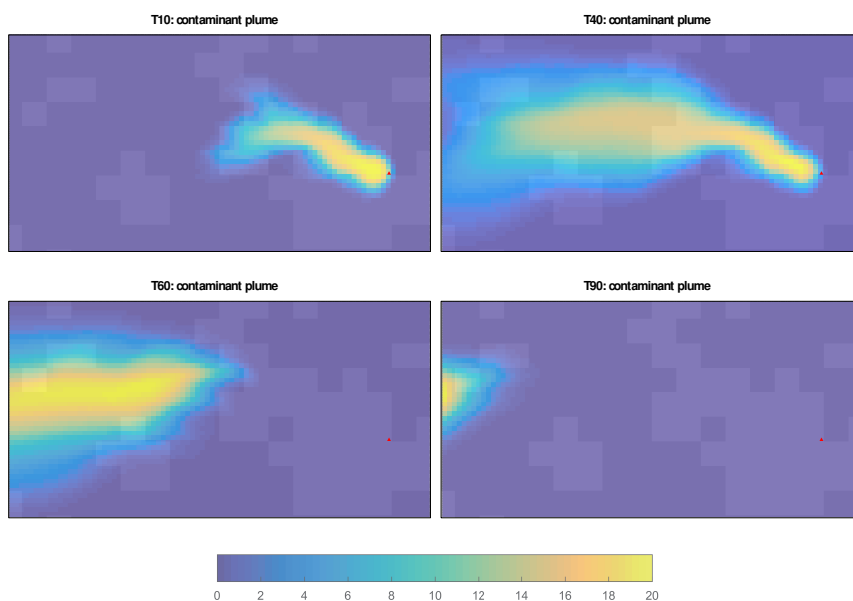 T10: contaminant plume
T40: contaminant plume
T60: contaminant plume
T90: contaminant plume
0 2 4 6 8 10 12 14 16 18 20